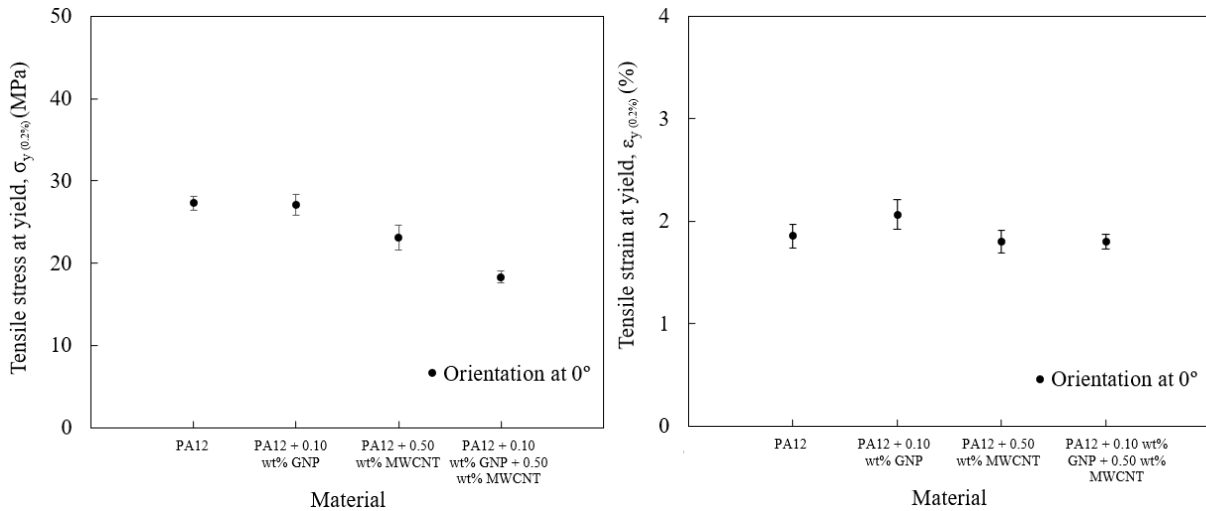 Tensile stress at yield, σy (0.2%) (MPa)
50
40
30
20
10
0
Orientation at 0º
PA12
PA12 + 0.10
wt% GNP
PA12 + 0.50
wt% MWCNT
PA12 + 0.10
wt% GNP + 0.50
wt% MWCNT
Material
Tensile strain at yield, εy (0.2%) (%)
4
3
2
1
0
Orientation at 0º
PA12
PA12 + 0.10
wt% GNP
PA12 + 0.50
wt% MWCNT
PA12 + 0.10 wt%
GNP + 0.50 wt%
MWCNT
Material